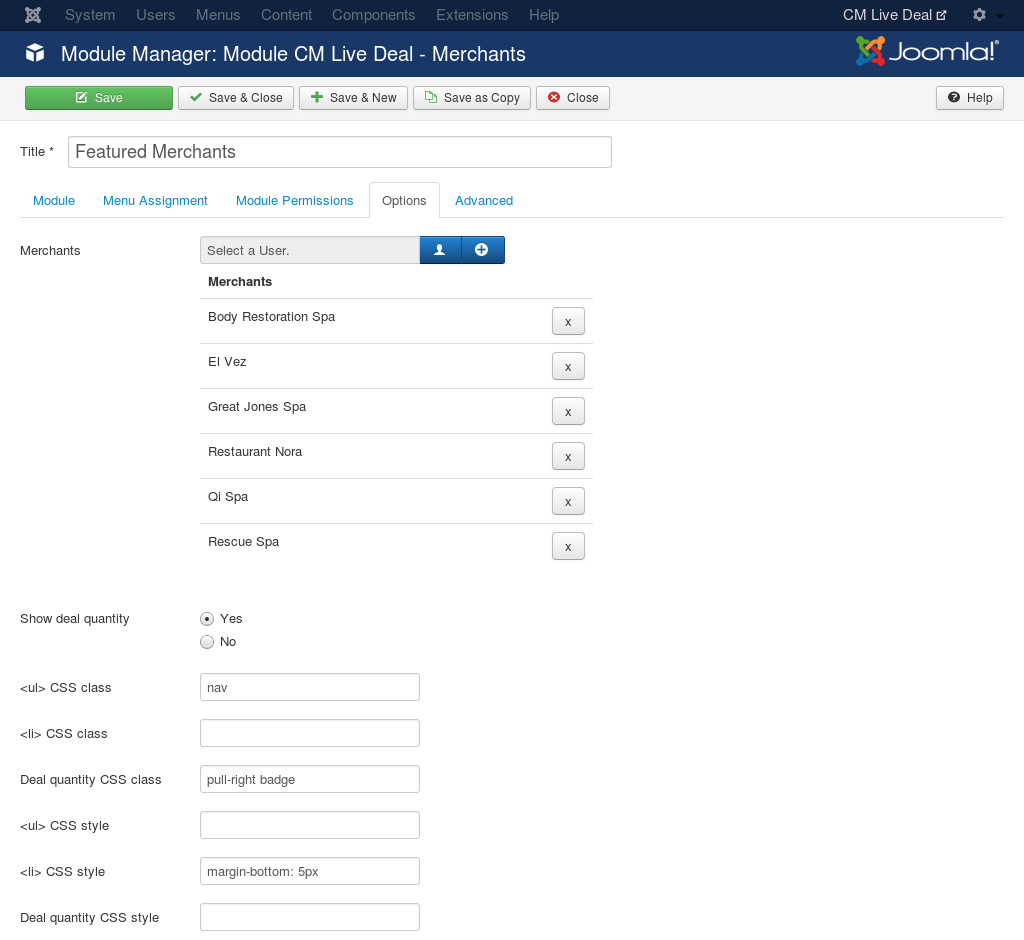 System Users Menus Content Components Extensions Help CM Live Deal
Module Manager: Module CM Live Deal - Merchants Joomla!®
Save Save & Close Save & New Save as Copy Close Help
Title * Featured Merchants
Module Menu Assignment Module Permissions Options Advanced
Merchants Select a User.
Merchants
Body Restoration Spa x
El Vez x
Great Jones Spa x
Restaurant Nora x
Qi Spa x
Rescue Spa x
Show deal quantity Yes
No
<ul> CSS class nav
<li> CSS class
Deal quantity CSS class pull-right badge
<ul> CSS style
<li> CSS style margin-bottom: 5px
Deal quantity CSS style